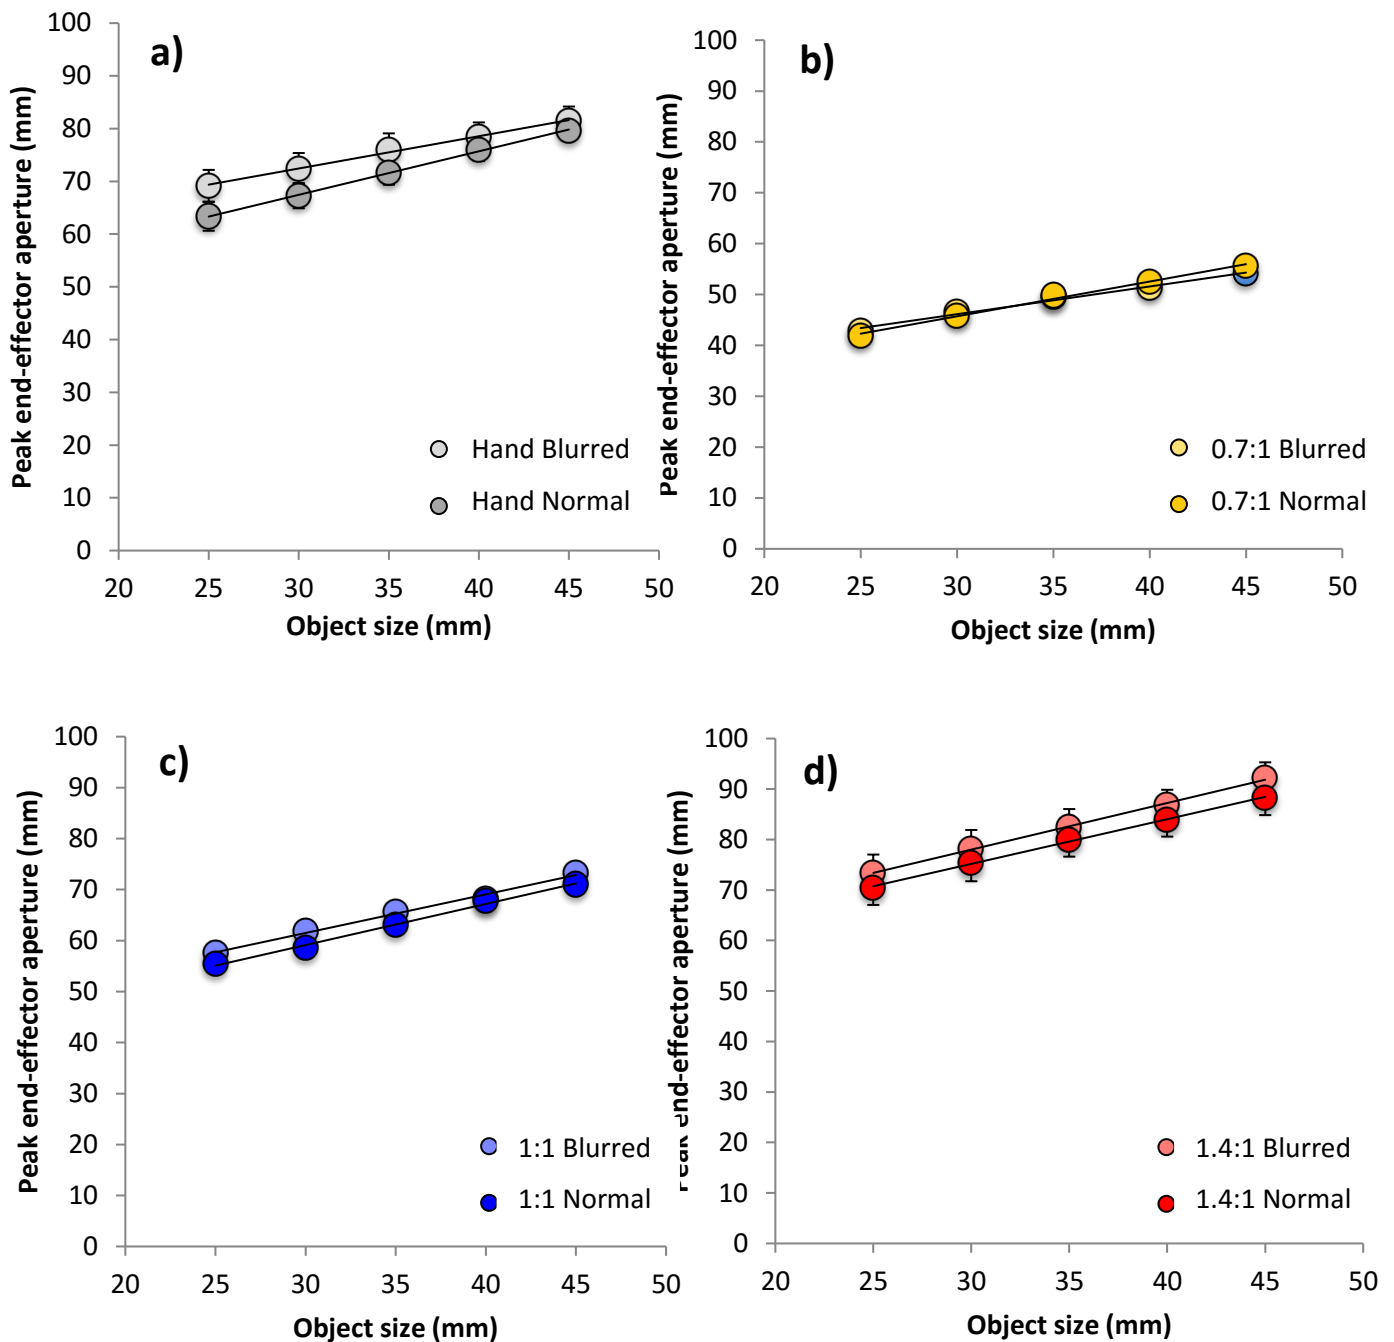 a)
Peak end-effector aperture (mm)
100
90
80
70
60
50
40
30
20
10
0
Hand Blurred
Hand Normal
20 25 30 35 40 45 50
Object size (mm)
b)
Peak end-effector aperture (mm)
100
90
80
70
60
50
40
30
20
10
0
0.7:1 Blurred
0.7:1 Normal
20 25 30 35 40 45 50
Object size (mm)
c)
Peak end-effector aperture (mm)
100
90
80
70
60
50
40
30
20
10
0
1:1 Blurred
1:1 Normal
20 25 30 35 40 45 50
Object size (mm)
d)
Peak end-effector aperture (mm)
100
90
80
70
60
50
40
30
20
10
0
1.4:1 Blurred
1.4:1 Normal
20 25 30 35 40 45 50
Object size (mm)